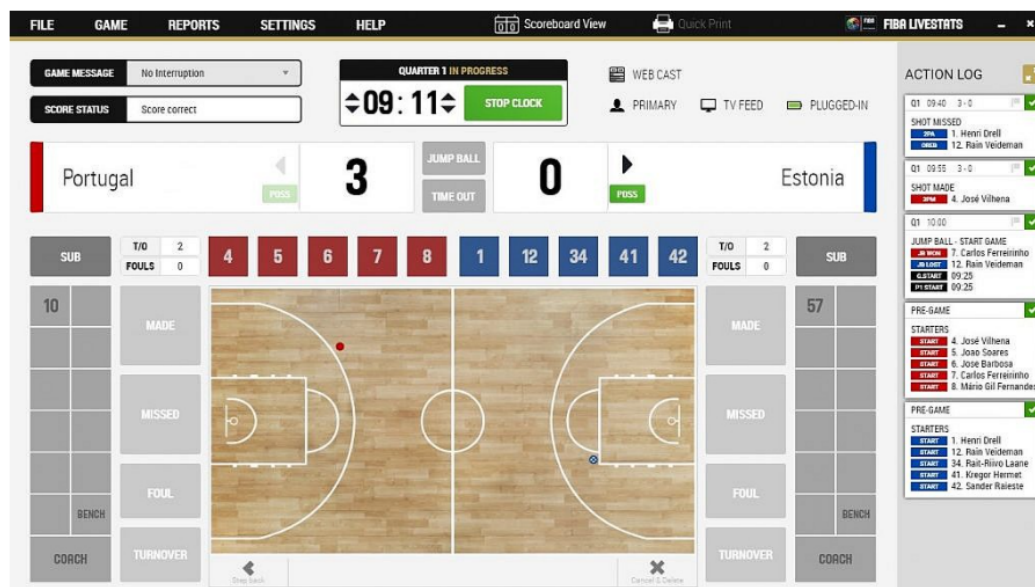 FILE GAME REPORTS SETTINGS HELP Scoreboard View Quick Print FIBA LIVESTATS
GAME MESSAGE No Interruption
SCORE STATUS Score correct
QUARTER 1 IN PROGRESS
09:11 STOP CLOCK
WEB CAST
PRIMARY TV FEED PLUGGED-IN
Portugal POSS 3 JUMP BALL TIME OUT 0 POSS Estonia
SUB T/O 2 FOULS 0 4 5 6 7 8 1 12 34 41 42 T/O 2 FOULS 0 SUB
10 MADE MADE 57
MISSED MISSED
FOUL FOUL
BENCH BENCH
COACH TURNOVER TURNOVER COACH
Step back Cancel & Delete
ACTION LOG
Q1 09:40 3-0
SHOT MISSED
2PA 1. Henri Drell
OREB 12. Rain Veideman
Q1 09:55 3-0
SHOT MADE
3PM 4. José Vilhena
Q1 10:00
JUMP BALL - START GAME
JB WON 7. Carlos Ferreirinho
JB LOST 12. Rain Veideman
G.START 09:25
P1 START 09:25
PRE-GAME
STARTERS
START 4. José Vilhena
START 5. Joao Soares
START 6. Jose Barbosa
START 7. Carlos Ferreirinho
START 8. Mário Gil Fernandes
PRE-GAME
STARTERS
START 1. Henri Drell
START 12. Rain Veideman
START 34. Rait-Riivo Laane
START 41. Kregor Hermet
START 42. Sander Raieste